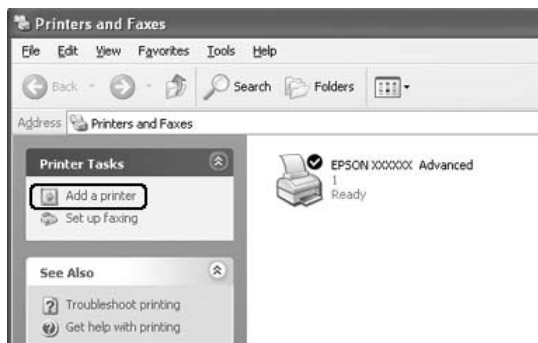 Printers and Faxes
File Edit View Favorites Tools Help
Back Search Folders
Address Printers and Faxes
Printer Tasks
Add a printer
Set up faxing
See Also
Troubleshoot printing
Get help with printing
EPSON XXXXXX Advanced
1
Ready